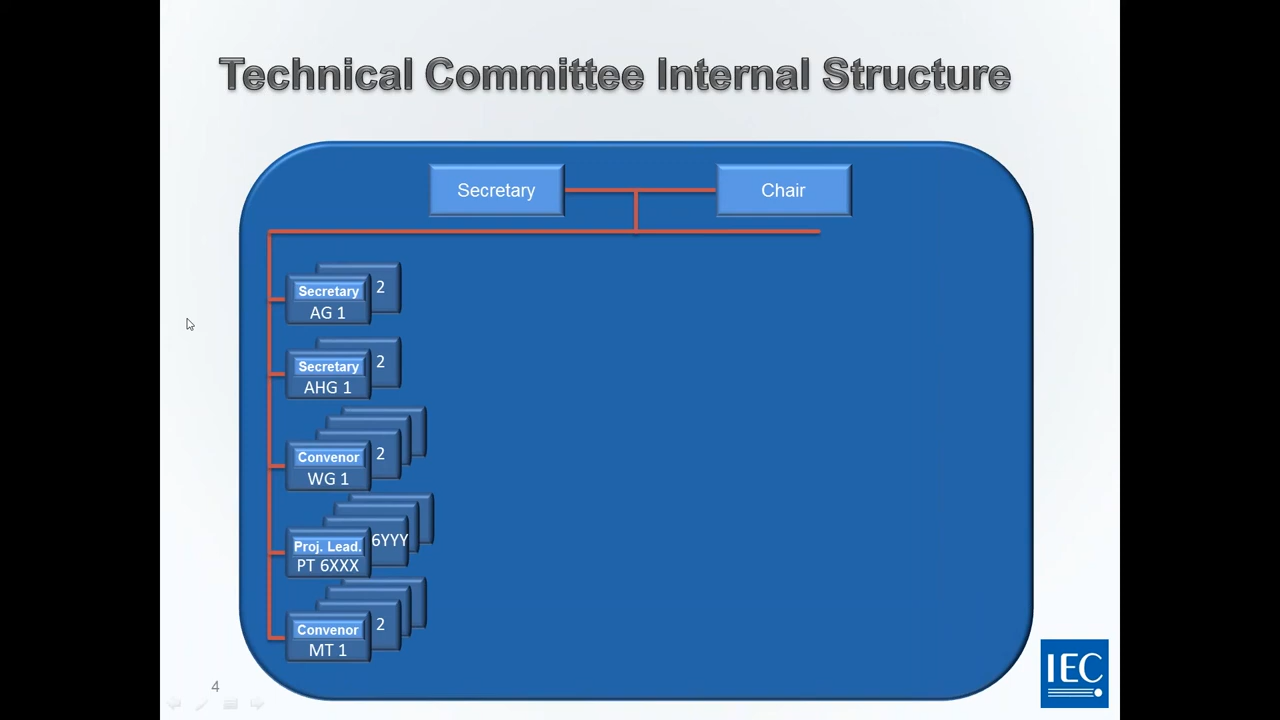 Technical Committee Internal Structure
Secretary
Chair
Secretary
AG 1
2
Secretary
AHG 1
2
Convenor
WG 1
2
Proj. Lead.
PT 6XXX
6YYY
Convenor
MT 1
2
4
IEC